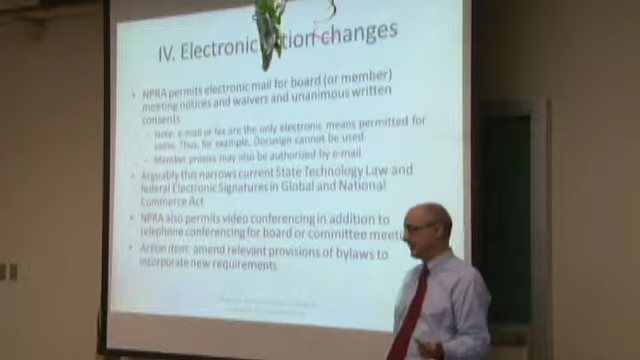 IV. Electronic changes
NPRA permits electronic mail for board (or member)
meeting notices and waivers and unanimous written
consents
Note: e-mail or fax are the only electronic means permitted for
same. Thus, for example, Docusign cannot be used.
Member proxies may also be authorized by e-mail
Arguably this narrows current State Technology Law and
federal Electronic Signatures in Global and National
Commerce Act
NPRA also permits video conferencing in addition to
telephone conferencing for board or committee
Action item: amend relevant provisions of bylaws to
incorporate new requirements